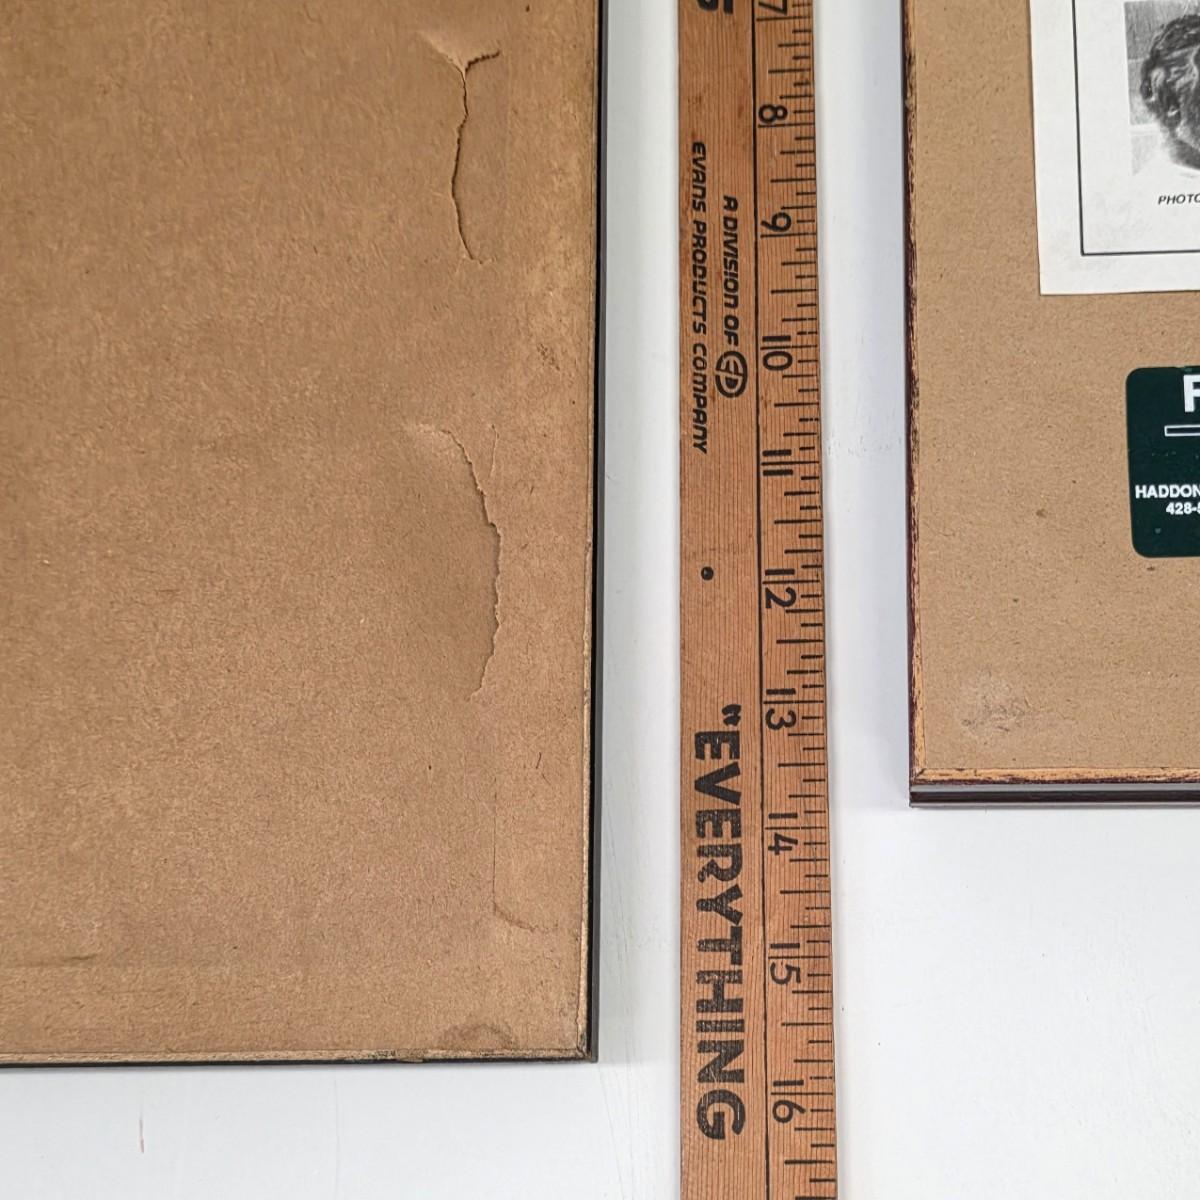 7
8
9
10
11
12
13
14
15
16
A DIVISION OF ED
EVANS PRODUCTS COMPANY
"EVERYTHING
PHOTO
HADDON
428-